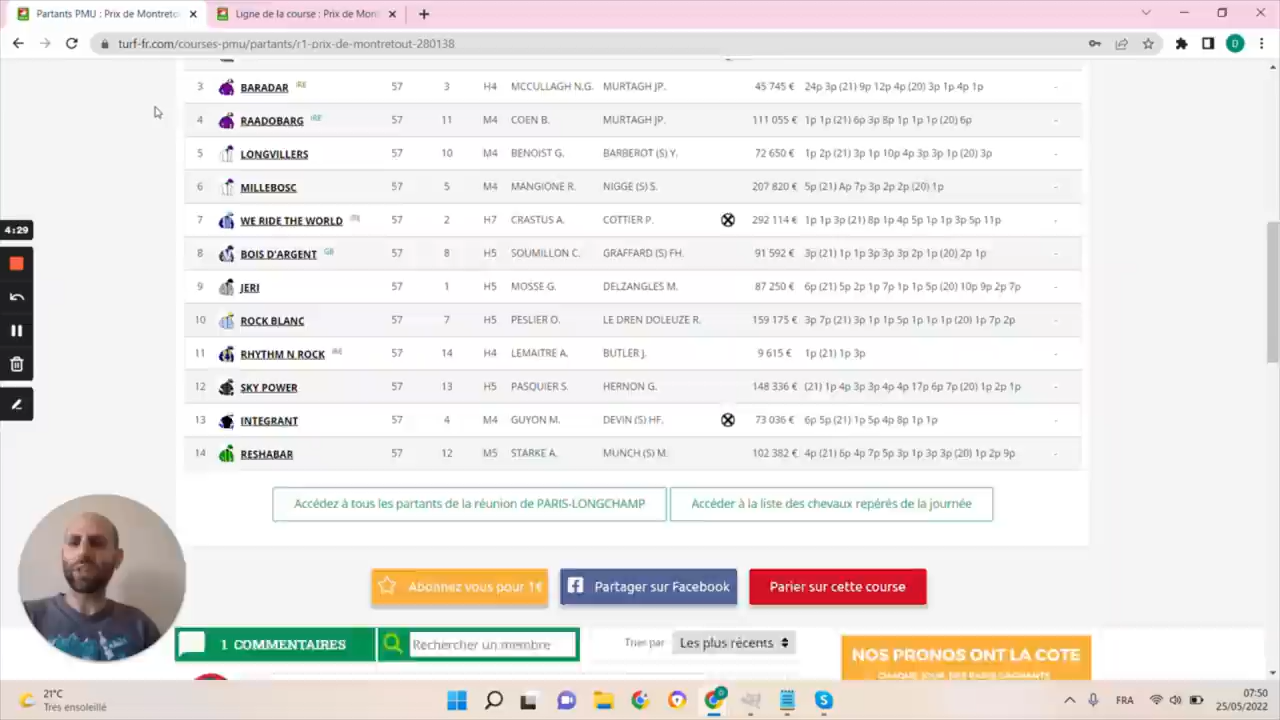 Partants PMU : Prix de Montretou
Ligne de la course : Prix de Mon
turf-fr.com/courses-pmu/partants/r1-prix-de-montretout-280138
3 BARADAR IRE 57 3 H4 MCCULLAGH N.G. MURTAGH JP. 45 745 € 24p 3p (21) 9p 12p 4p (20) 3p 1p 4p 1p -
4 RAADOBARG IRE 57 11 M4 COEN B. MURTAGH JP. 111 055 € 1p 1p (21) 6p 3p 8p 1p 1p 1p (20) 6p -
5 LONGVILLERS 57 10 M4 BENOIST G. BARBEROT (S) Y. 72 650 € 1p 2p (21) 3p 1p 10p 4p 3p 3p 1p (20) 3p -
6 MILLEBOSC 57 5 M4 MANGIONE R. NIGGE (S) S. 207 820 € 5p (21) Ap 7p 3p 2p 2p (20) 1p -
7 WE RIDE THE WORLD 57 2 H7 CRASTUS A. COTTIER P. 292 114 € 1p 1p 3p (21) 8p 1p 4p 5p 1p 1p 3p 5p 11p -
8 BOIS D'ARGENT GB 57 8 H5 SOUMILLON C. GRAFFARD (S) FH. 91 592 € 3p (21) 1p 1p 3p 3p 3p 2p 1p (20) 2p 1p -
9 JERI 57 1 H5 MOSSE G. DELZANGLES M. 87 250 € 6p (21) 5p 2p 1p 7p 1p 1p 5p (20) 10p 9p 2p 7p -
10 ROCK BLANC 57 7 H5 PESLIER O. LE DREN DOLEUZE R. 159 175 € 3p 7p (21) 3p 1p 1p 5p 1p 1p 1p (20) 1p 7p 2p -
11 RHYTHM N ROCK 57 14 H4 LEMAITRE A. BUTLER J. 9 615 € 1p (21) 1p 3p -
12 SKY POWER 57 13 H5 PASQUIER S. HERNON G. 148 336 € (21) 1p 4p 3p 3p 4p 4p 17p 6p 7p (20) 1p 2p 1p -
13 INTEGRANT 57 4 M4 GUYON M. DEVIN (S) HF. 73 036 € 6p 5p (21) 1p 5p 4p 8p 1p 1p -
14 RESHABAR 57 12 M5 STARKE A. MUNCH (S) M. 102 382 € 4p (21) 6p 4p 7p 5p 3p 1p 3p 3p (20) 1p 2p 9p -
4:29
Accédez à tous les partants de la réunion de PARIS-LONGCHAMP
Accéder à la liste des chevaux repérés de la journée
Abonnez vous pour 1€
Partager sur Facebook
Parier sur cette course
1 COMMENTAIRES
Rechercher un membre
Trier par Les plus récents
NOS PRONOS ONT LA COTE
21°C
Très ensoleillé
FRA
07:50
25/05/2022